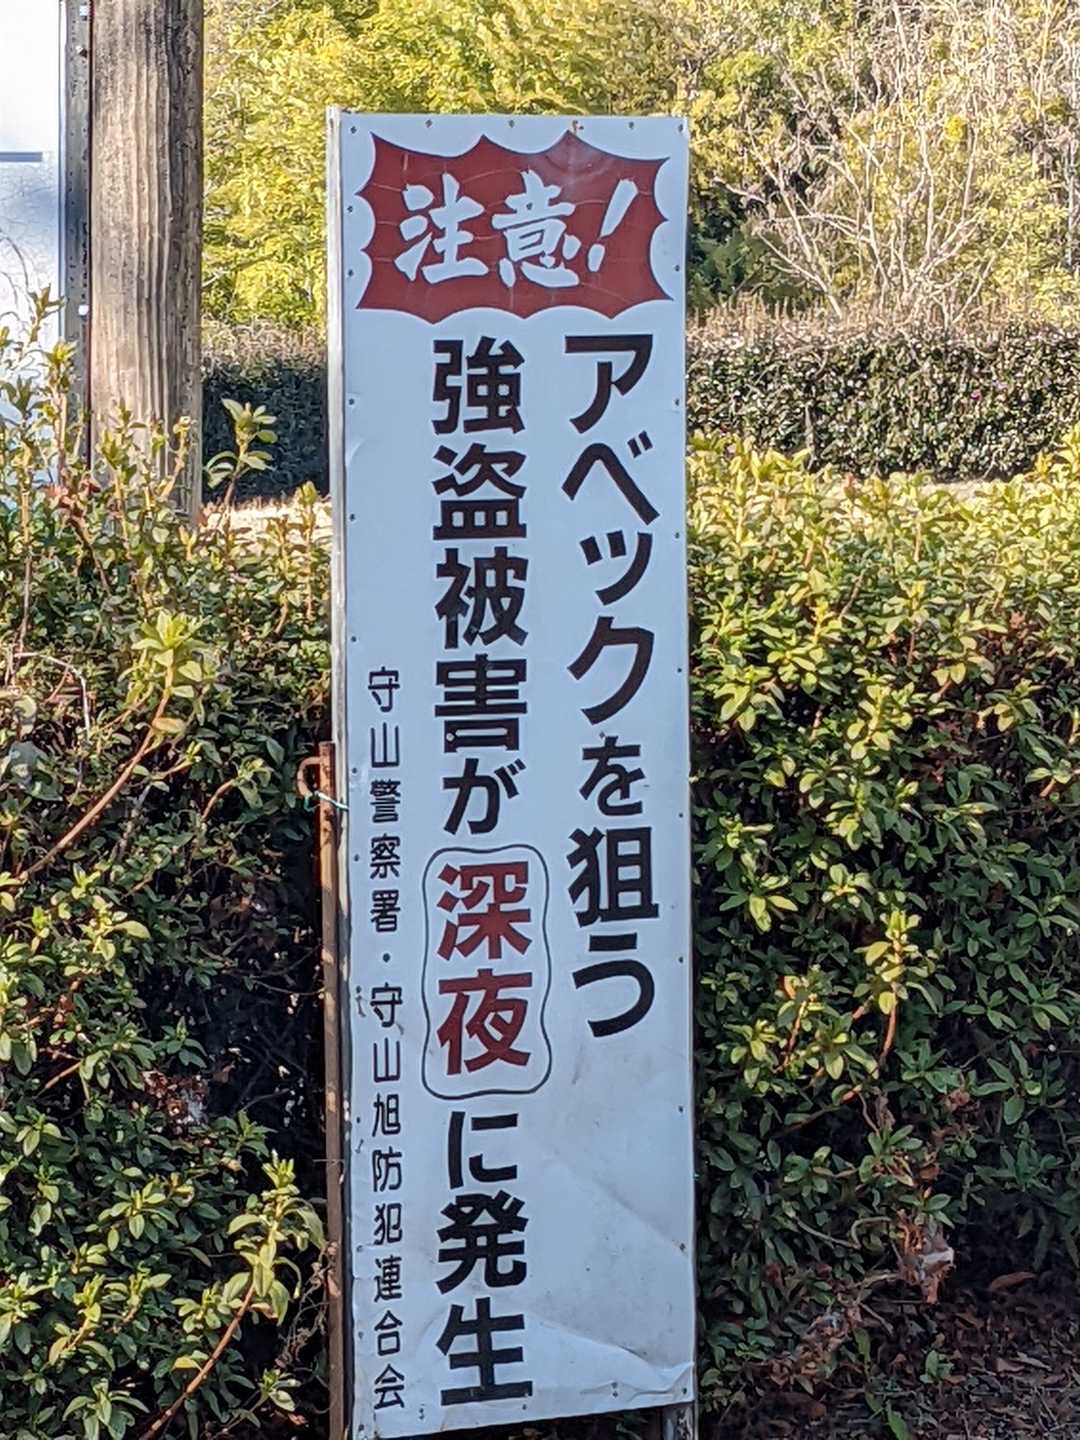 注意!
アベックを狙う
強盗被害が深夜に発生
守山警察署・守山旭防犯連合会